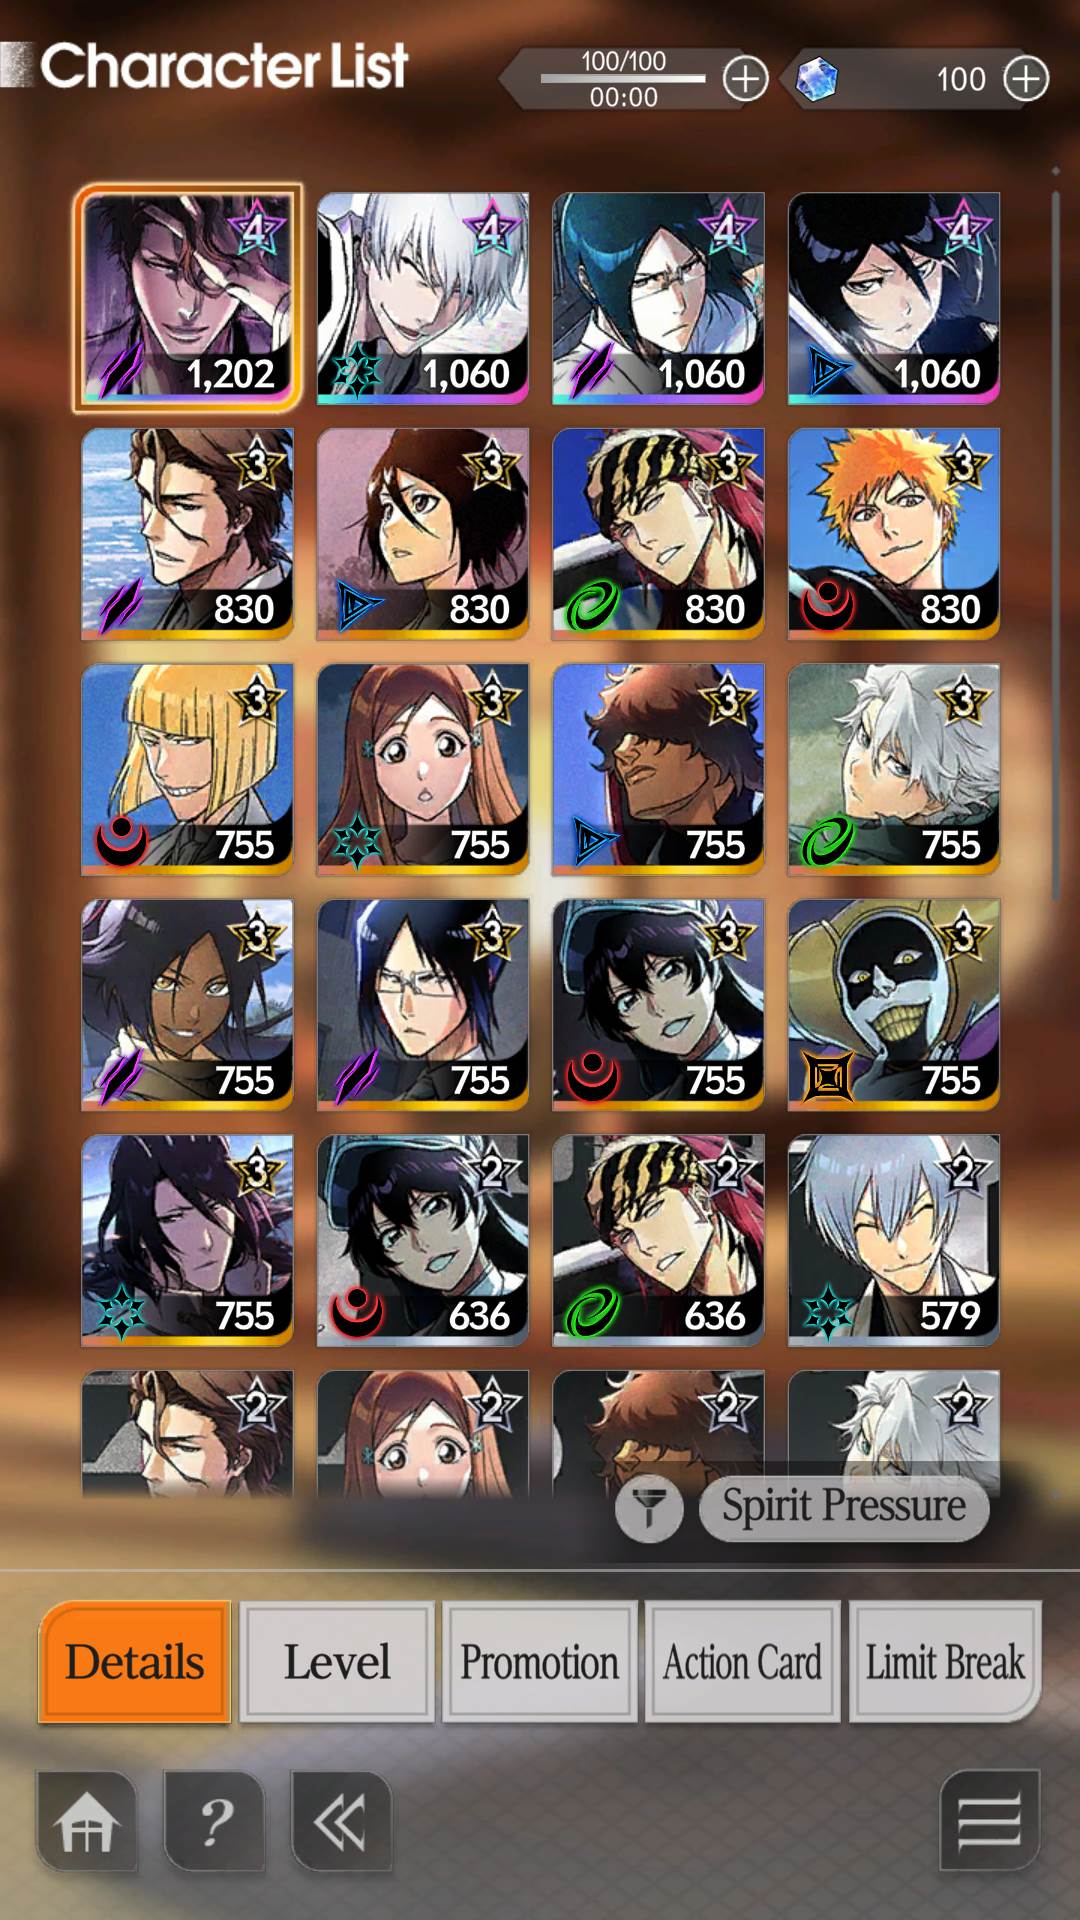 Character List
100/100
00:00
100
4 4 4 4
1,202 1,060 1,060 1,060
3 3 3 3
830 830 830 830
3 3 3 3
755 755 755 755
3 3 3 3
755 755 755 755
3 2 2 2
755 636 636 579
2 2 2 2
Spirit Pressure
Details Level Promotion Action Card Limit Break
?